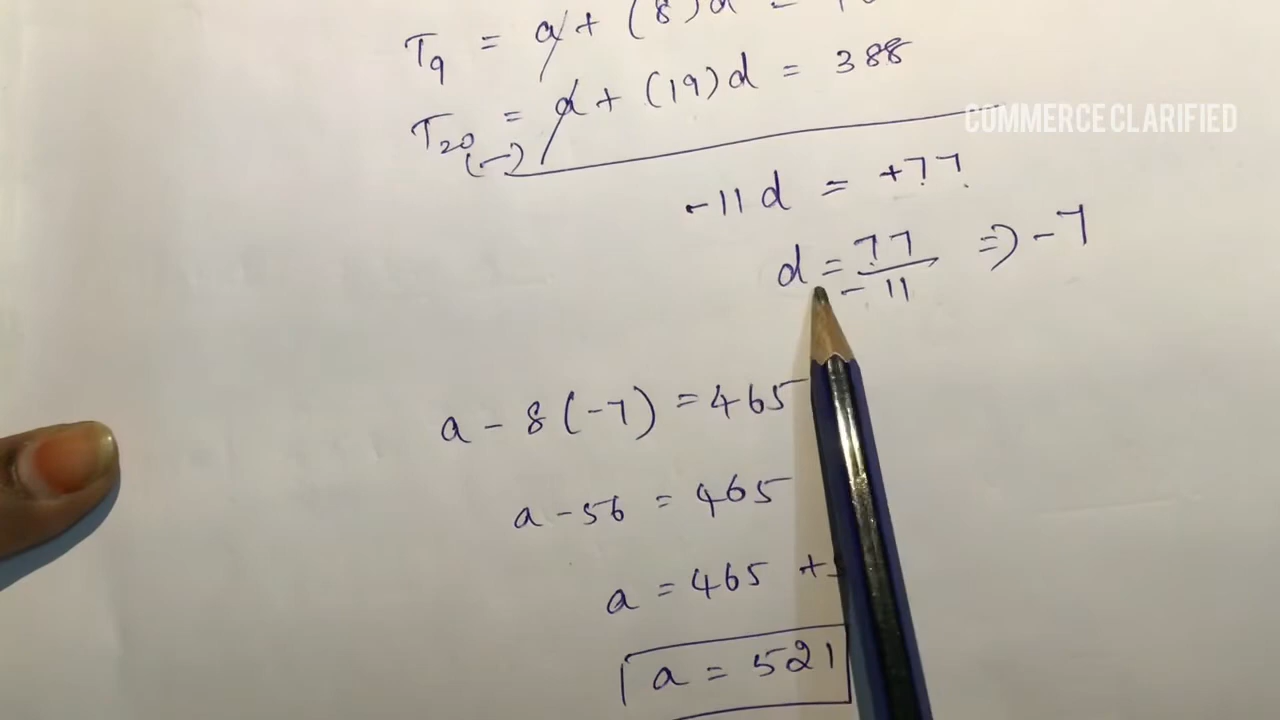 T9 = a + (8)d =
T20 = a + (19)d = 388
(-)
COMMERCE CLARIFIED
-11d = +77
d = 77/-11 => -7
a - 8(-7) = 465
a - 56 = 465
a = 465 +
a = 521